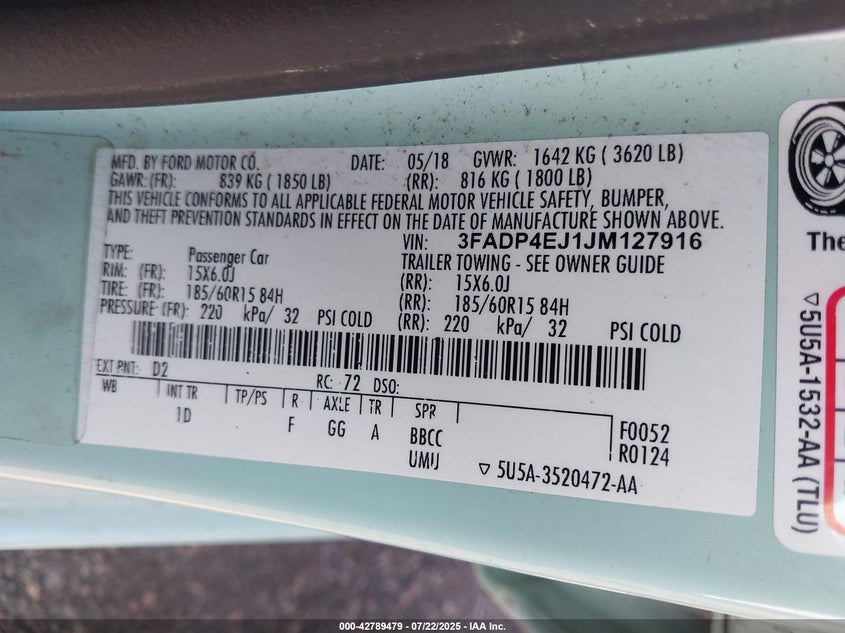 MFD. BY FORD MOTOR CO. DATE: 05/18 GVWR: 1642 KG ( 3620 LB)
GAWR: (FR): 839 KG ( 1850 LB) (RR): 816 KG ( 1800 LB)
THIS VEHICLE CONFORMS TO ALL APPLICABLE FEDERAL MOTOR VEHICLE SAFETY, BUMPER,
AND THEFT PREVENTION STANDARDS IN EFFECT ON THE DATE OF MANUFACTURE SHOWN ABOVE.
VIN: 3FADP4EJ1JM127916
TYPE: Passenger Car TRAILER TOWING - SEE OWNER GUIDE
RIM: (FR): 15X6.0J (RR): 15X6.0J
TIRE: (FR): 185/60R15 84H (RR): 185/60R15 84H
PRESSURE: (FR): 220 kPa/ 32 PSI COLD (RR): 220 kPa/ 32 PSI COLD
EXT PNT: D2 RC: 72 DSO:
WB INT TR TP/PS R AXLE TR SPR
1D F GG A BBCC F0052
UMIJ R0124
▽ 5U5A-3520472-AA
The
▽5U5A-1532-AA (TLU)
000-42789479 - 07/22/2025 - IAA Inc.